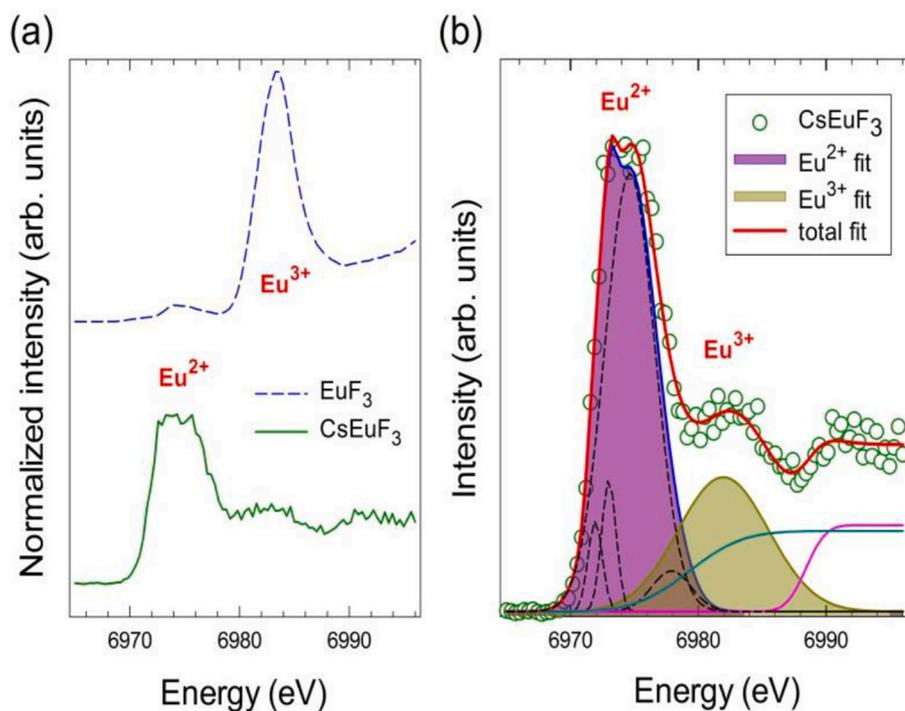 (a)
Normalized intensity (arb. units)
Eu³⁺
Eu²⁺
EuF₃
CsEuF₃
6970 6980 6990
Energy (eV)
(b)
Intensity (arb. units)
Eu²⁺
CsEuF₃
Eu²⁺ fit
Eu³⁺ fit
total fit
Eu³⁺
6970 6980 6990
Energy (eV)